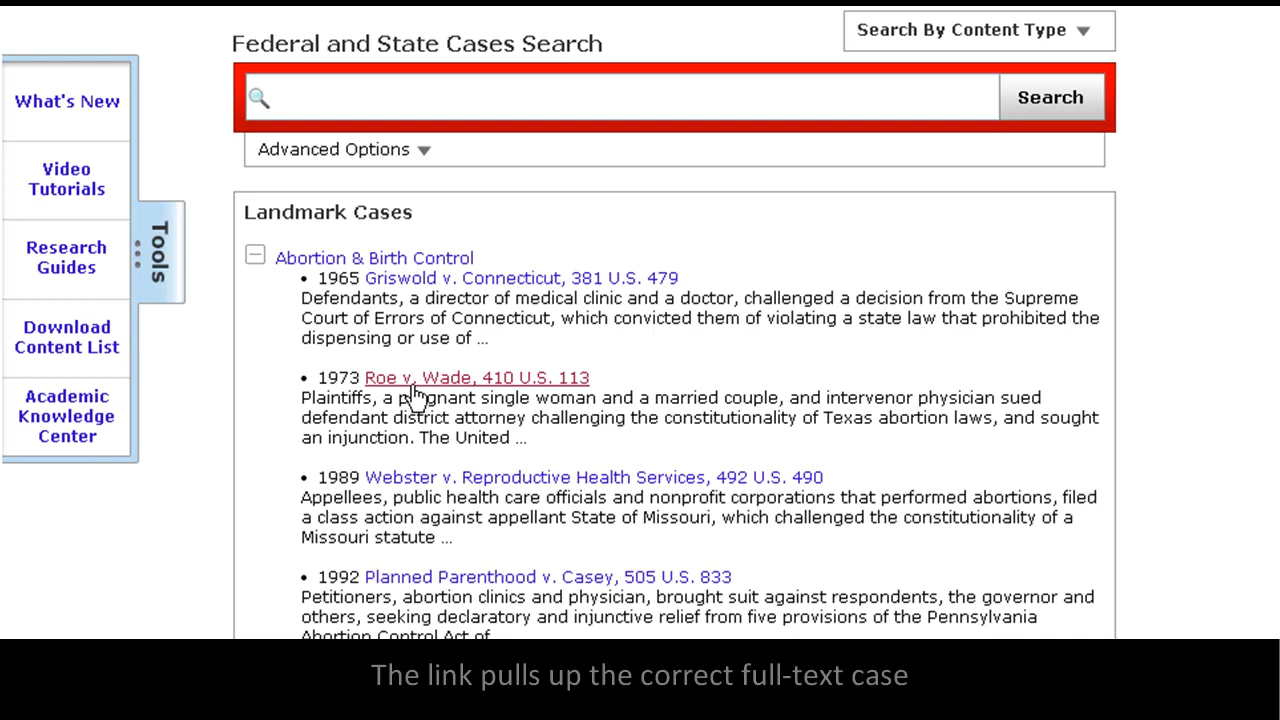 Search By Content Type
Federal and State Cases Search
Search
Advanced Options
What's New
Video
Tutorials
Research
Guides
Download
Content List
Academic
Knowledge
Center
Tools
Landmark Cases
Abortion & Birth Control
• 1965 Griswold v. Connecticut, 381 U.S. 479
Defendants, a director of medical clinic and a doctor, challenged a decision from the Supreme
Court of Errors of Connecticut, which convicted them of violating a state law that prohibited the
dispensing or use of ...
• 1973 Roe v. Wade, 410 U.S. 113
Plaintiffs, a pregnant single woman and a married couple, and intervenor physician sued
defendant district attorney challenging the constitutionality of Texas abortion laws, and sought
an injunction. The United ...
• 1989 Webster v. Reproductive Health Services, 492 U.S. 490
Appellees, public health care officials and nonprofit corporations that performed abortions, filed
a class action against appellant State of Missouri, which challenged the constitutionality of a
Missouri statute ...
• 1992 Planned Parenthood v. Casey, 505 U.S. 833
Petitioners, abortion clinics and physician, brought suit against respondents, the governor and
others, seeking declaratory and injunctive relief from five provisions of the Pennsylvania
Abortion Control Act of
The link pulls up the correct full-text case